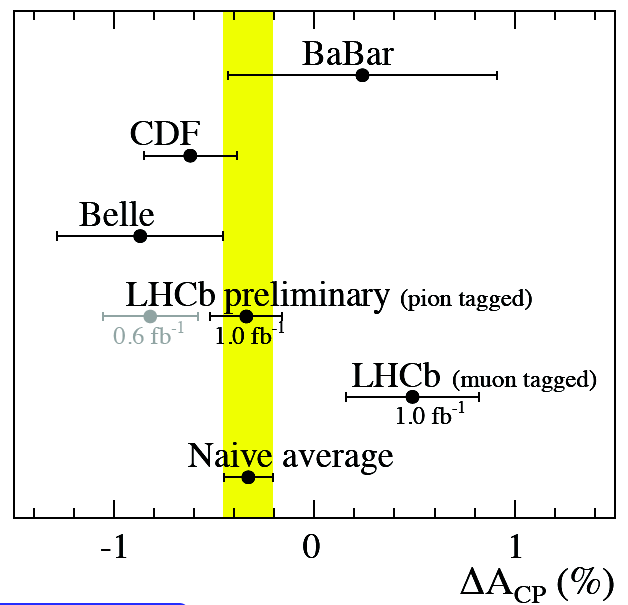 BaBar
CDF
Belle
LHCb preliminary (pion tagged)
0.6 fb⁻¹ 1.0 fb⁻¹
LHCb (muon tagged)
1.0 fb⁻¹
Naive average
-1 0 1
ΔA_CP (%)